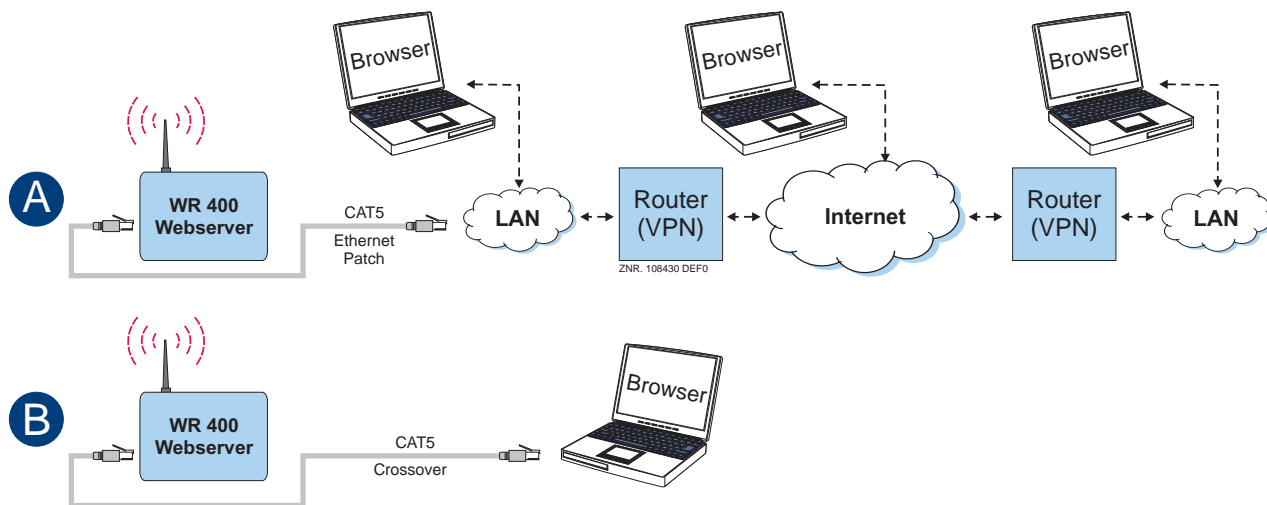 Browser
Browser
Browser
A
WR 400
Webserver
CAT5
Ethernet
Patch
LAN
Router
(VPN)
ZNR. 108430 DEF0
Internet
Router
(VPN)
LAN
B
WR 400
Webserver
CAT5
Crossover
Browser